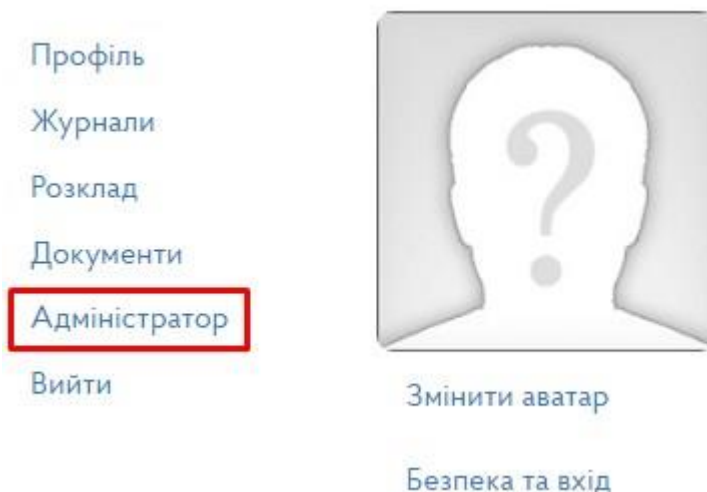 Профіль
Журнали
Розклад
Документи
Адміністратор
Вийти
Змінити аватар
Безпека та вхід